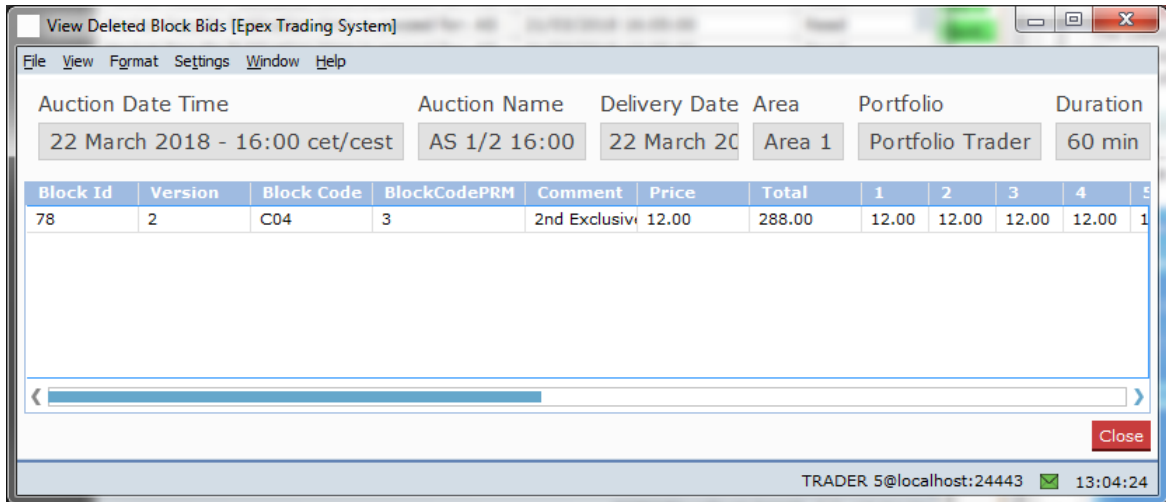 View Deleted Block Bids [Epex Trading System]
File View Format Settings Window Help
Auction Date Time Auction Name Delivery Date Area Portfolio Duration
22 March 2018 - 16:00 cet/cest AS 1/2 16:00 22 March 20 Area 1 Portfolio Trader 60 min
Block Id Version Block Code BlockCodePRM Comment Price Total 1 2 3 4 5
78 2 C04 3 2nd Exclusiv 12.00 288.00 12.00 12.00 12.00 12.00 1
Close
TRADER 5@localhost:24443 13:04:24